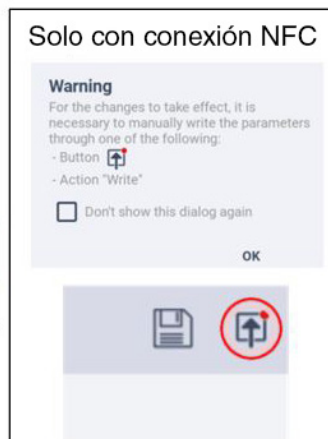 Solo con conexión NFC
Warning
For the changes to take effect, it is
necessary to manually write the parameters
through one of the following:
- Button
- Action "Write"
Don't show this dialog again
OK